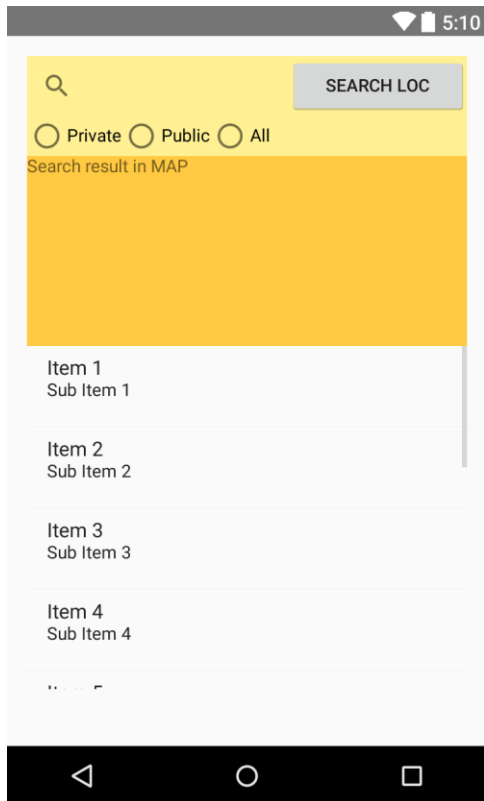 5:10
SEARCH LOC
Private Public All
Search result in MAP
Item 1
Sub Item 1
Item 2
Sub Item 2
Item 3
Sub Item 3
Item 4
Sub Item 4